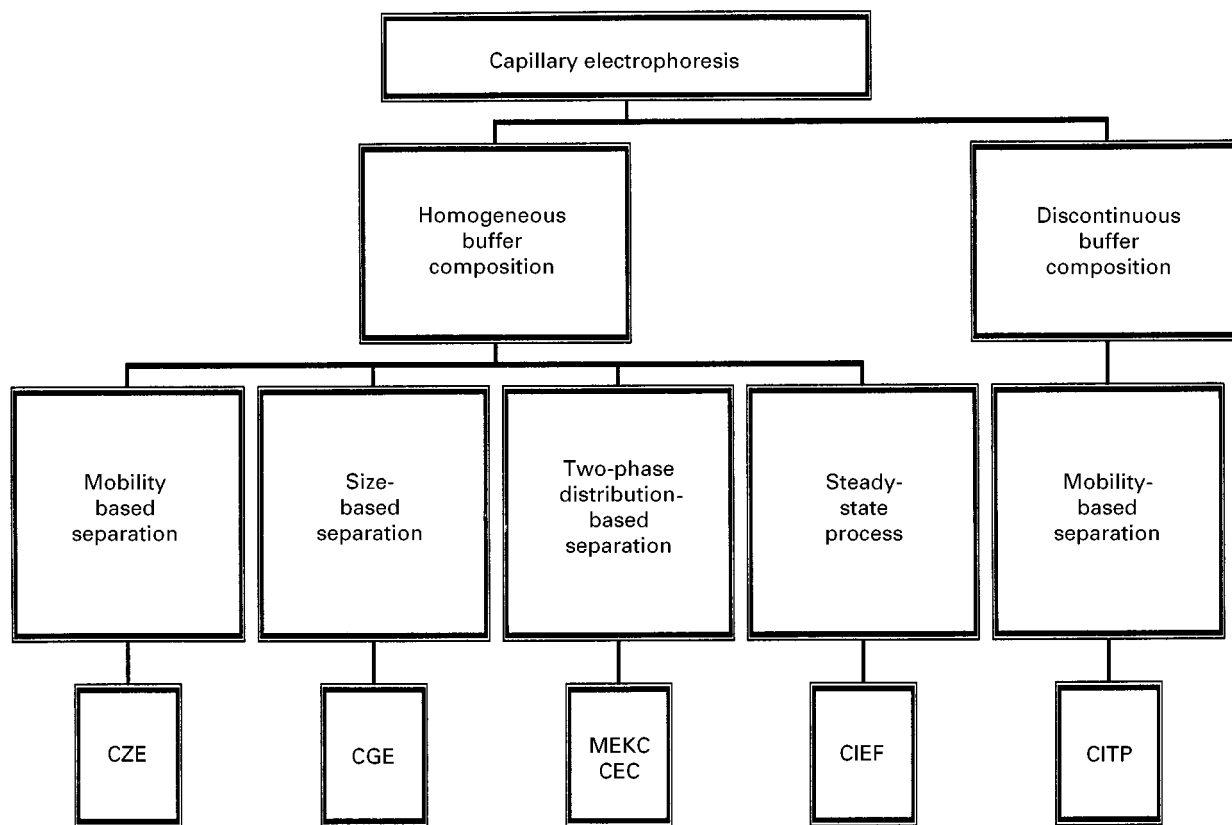 Capillary electrophoresis
Homogeneous
buffer
composition
Discontinuous
buffer
composition
Mobility
based
separation
Size-
based
separation
Two-phase
distribution-
based
separation
Steady-
state
process
Mobility-
based
separation
CZE
CGE
MEKC
CEC
CIEF
CITP